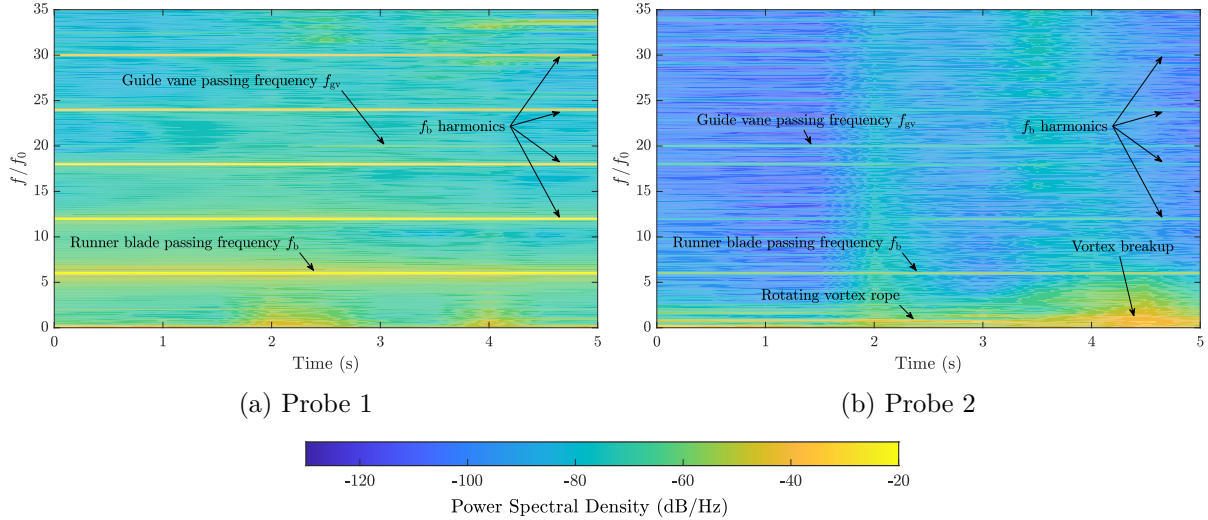 35
30
25
20
15
10
5
0
f/f0
Guide vane passing frequency fgv
fb harmonics
Runner blade passing frequency fb
0 1 2 3 4 5
Time (s)
(a) Probe 1
35
30
25
20
15
10
5
0
f/f0
Guide vane passing frequency fgv
fb harmonics
Runner blade passing frequency fb
Vortex breakup
Rotating vortex rope
0 1 2 3 4 5
Time (s)
(b) Probe 2
-120 -100 -80 -60 -40 -20
Power Spectral Density (dB/Hz)